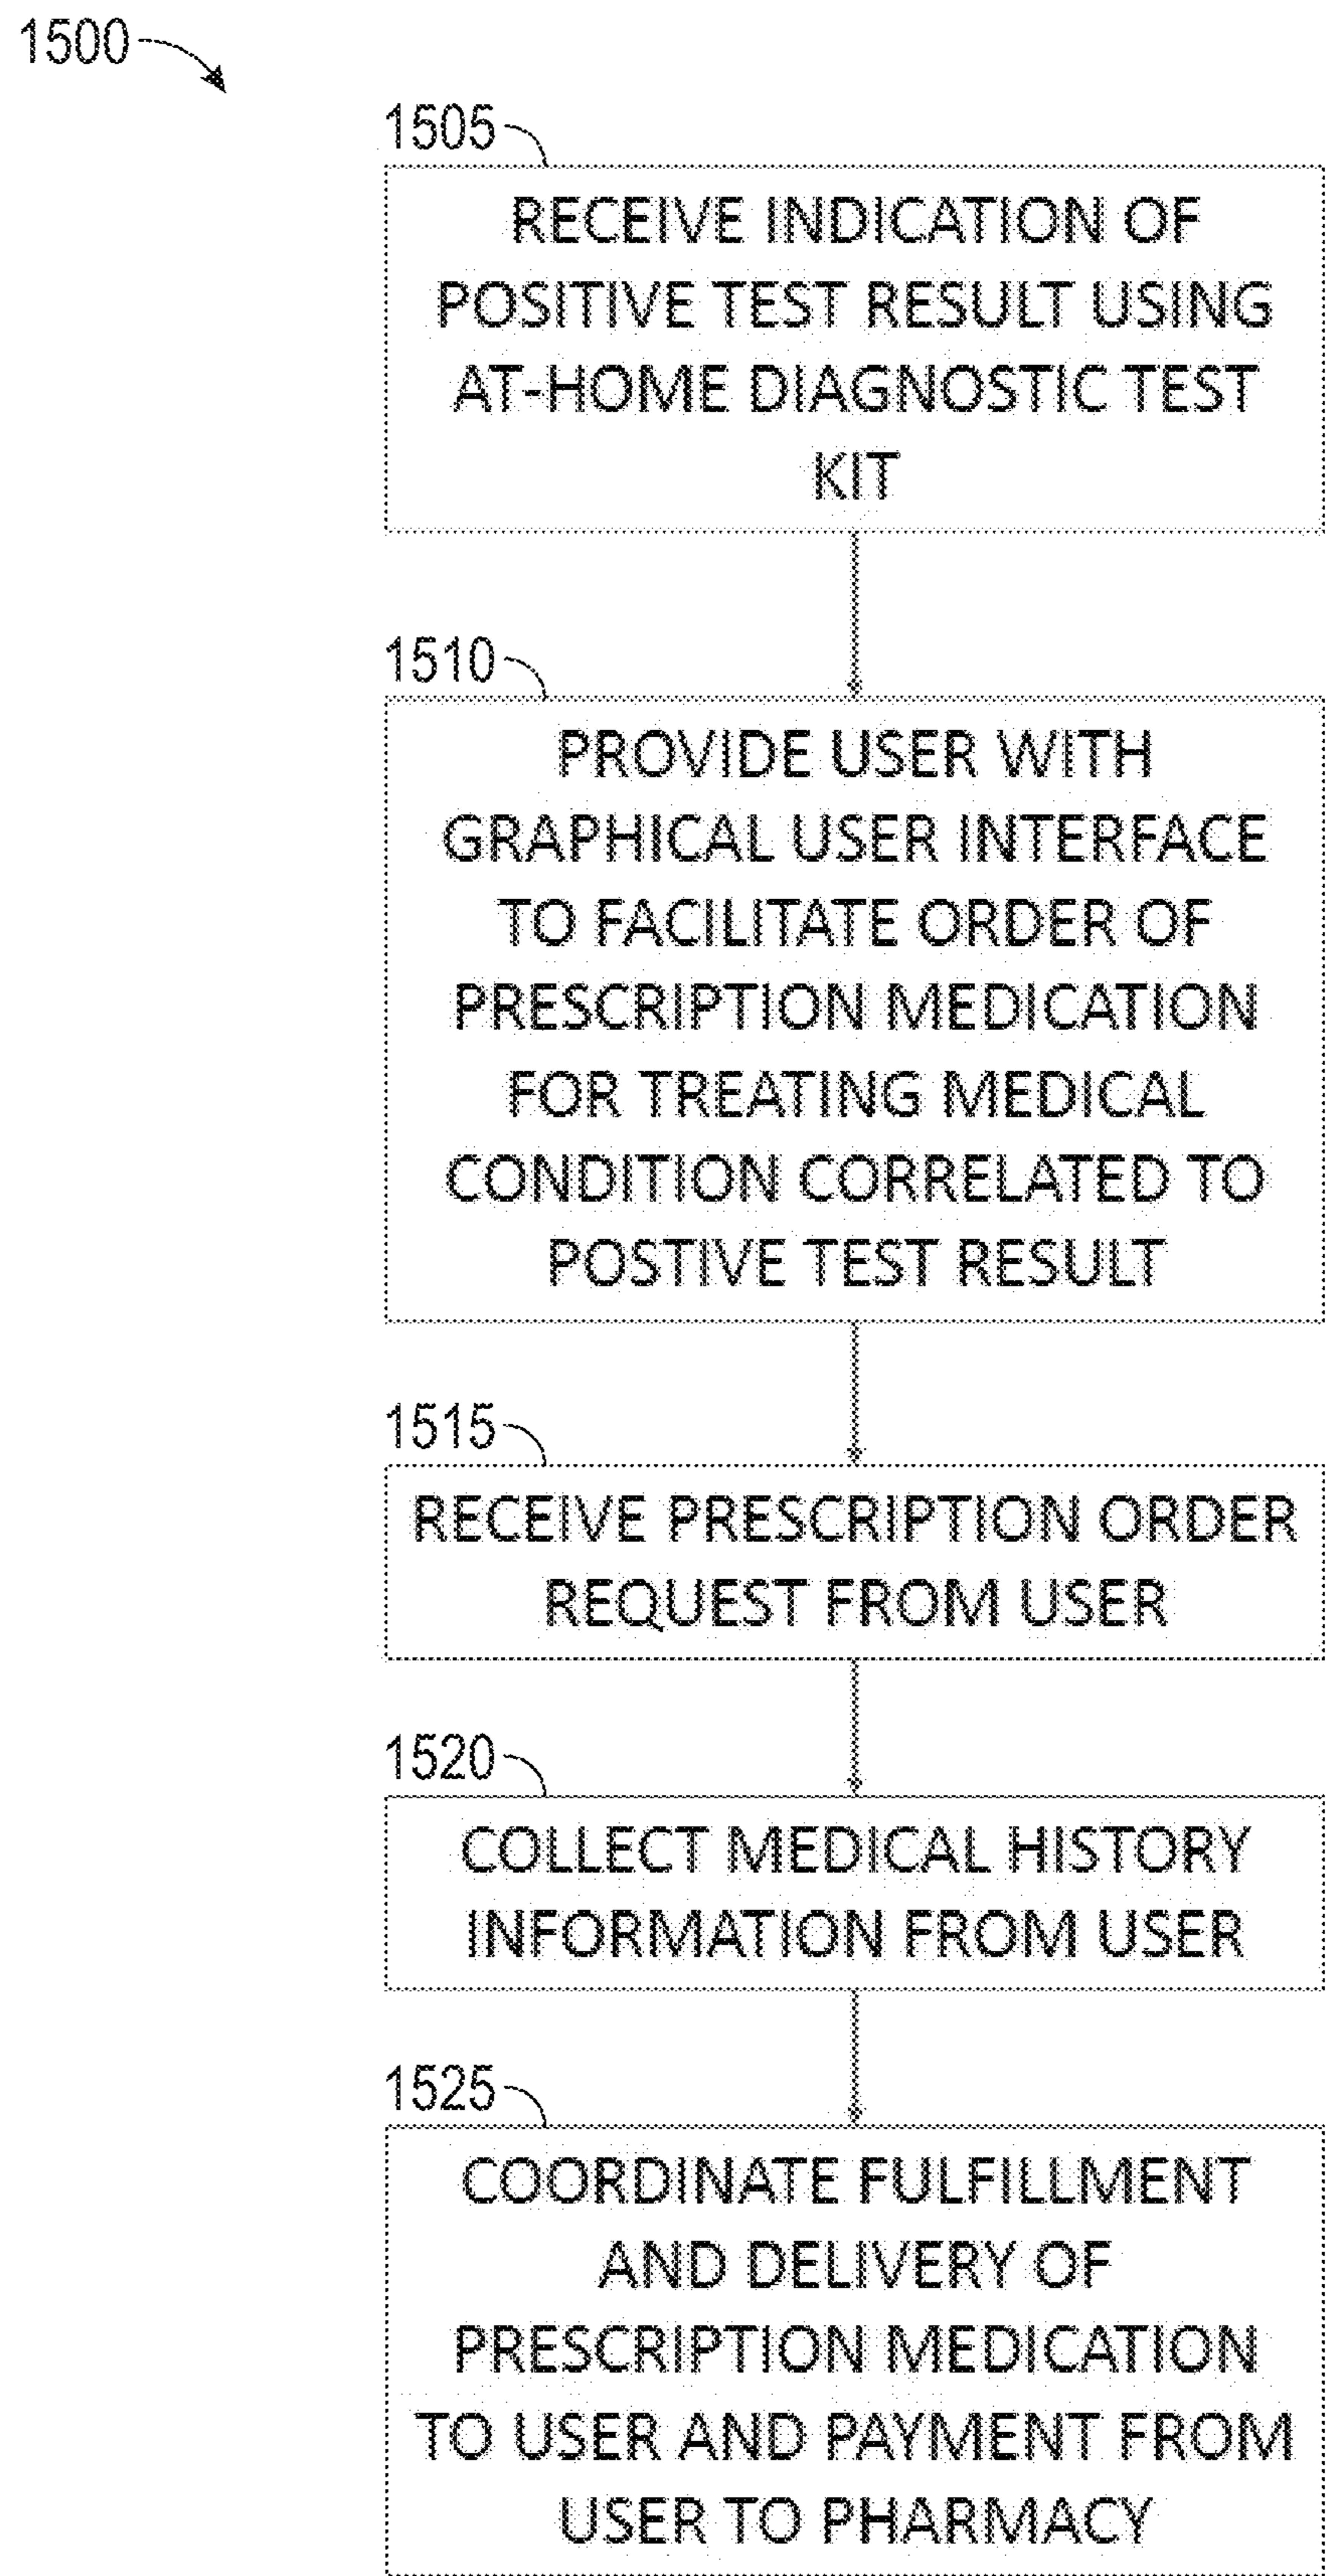 1500
1505
RECEIVE INDICATION OF
POSITIVE TEST RESULT USING
AT-HOME DIAGNOSTIC TEST
KIT
1510
PROVIDE USER WITH
GRAPHICAL USER INTERFACE
TO FACILITATE ORDER OF
PRESCRIPTION MEDICATION
FOR TREATING MEDICAL
CONDITION CORRELATED TO
POSTIVE TEST RESULT
1515
RECEIVE PRESCRIPTION ORDER
REQUEST FROM USER
1520
COLLECT MEDICAL HISTORY
INFORMATION FROM USER
1525
COORDINATE FULFILLMENT
AND DELIVERY OF
PRESCRIPTION MEDICATION
TO USER AND PAYMENT FROM
USER TO PHARMACY